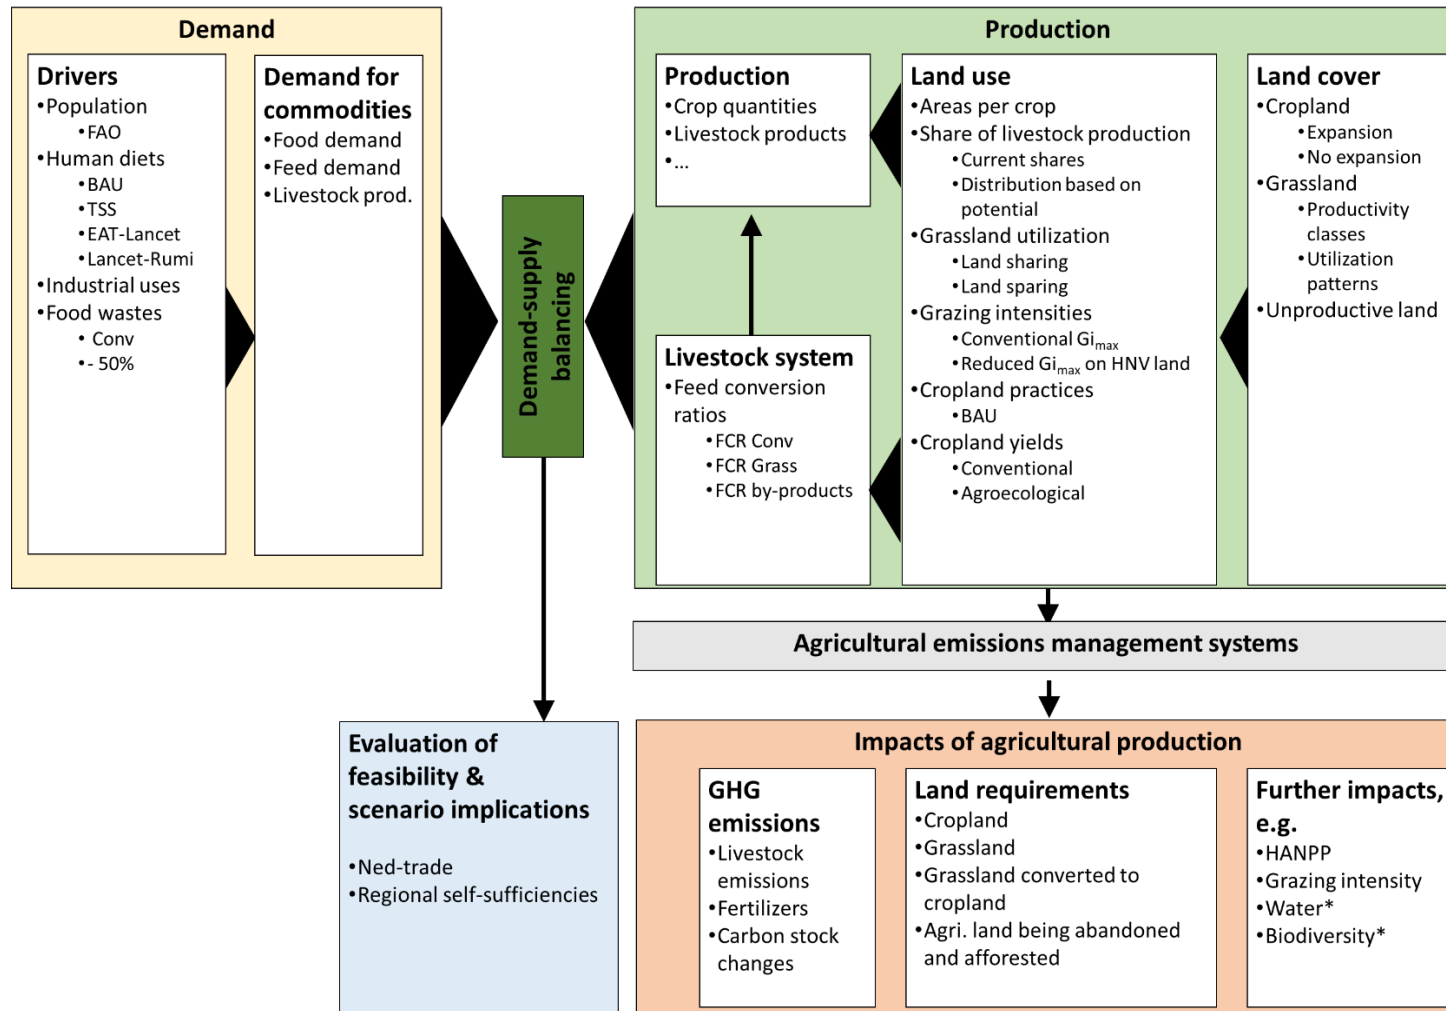 Demand
Drivers
•Population
•FAO
•Human diets
•BAU
•TSS
•EAT-Lancet
•Lancet-Rumi
•Industrial uses
•Food wastes
• Conv
•- 50%
Demand for
commodities
•Food demand
•Feed demand
•Livestock prod.
Demand-supply
balancing
Production
Production
•Crop quantities
•Livestock products
•...
Livestock system
•Feed conversion
ratios
•FCR Conv
•FCR Grass
•FCR by-products
Land use
•Areas per crop
•Share of livestock production
•Current shares
•Distribution based on
potential
•Grassland utilization
•Land sharing
•Land sparing
•Grazing intensities
•Conventional Gimax
•Reduced Gimax on HNV land
•Cropland practices
•BAU
•Cropland yields
•Conventional
•Agroecological
Land cover
•Cropland
•Expansion
•No expansion
•Grassland
•Productivity
classes
•Utilization
patterns
•Unproductive land
Agricultural emissions management systems
Evaluation of
feasibility &
scenario implications
•Ned-trade
•Regional self-sufficiencies
Impacts of agricultural production
GHG
emissions
•Livestock
emissions
•Fertilizers
•Carbon stock
changes
Land requirements
•Cropland
•Grassland
•Grassland converted to
cropland
•Agri. land being abandoned
and afforested
Further impacts,
e.g.
•HANPP
•Grazing intensity
•Water*
•Biodiversity*